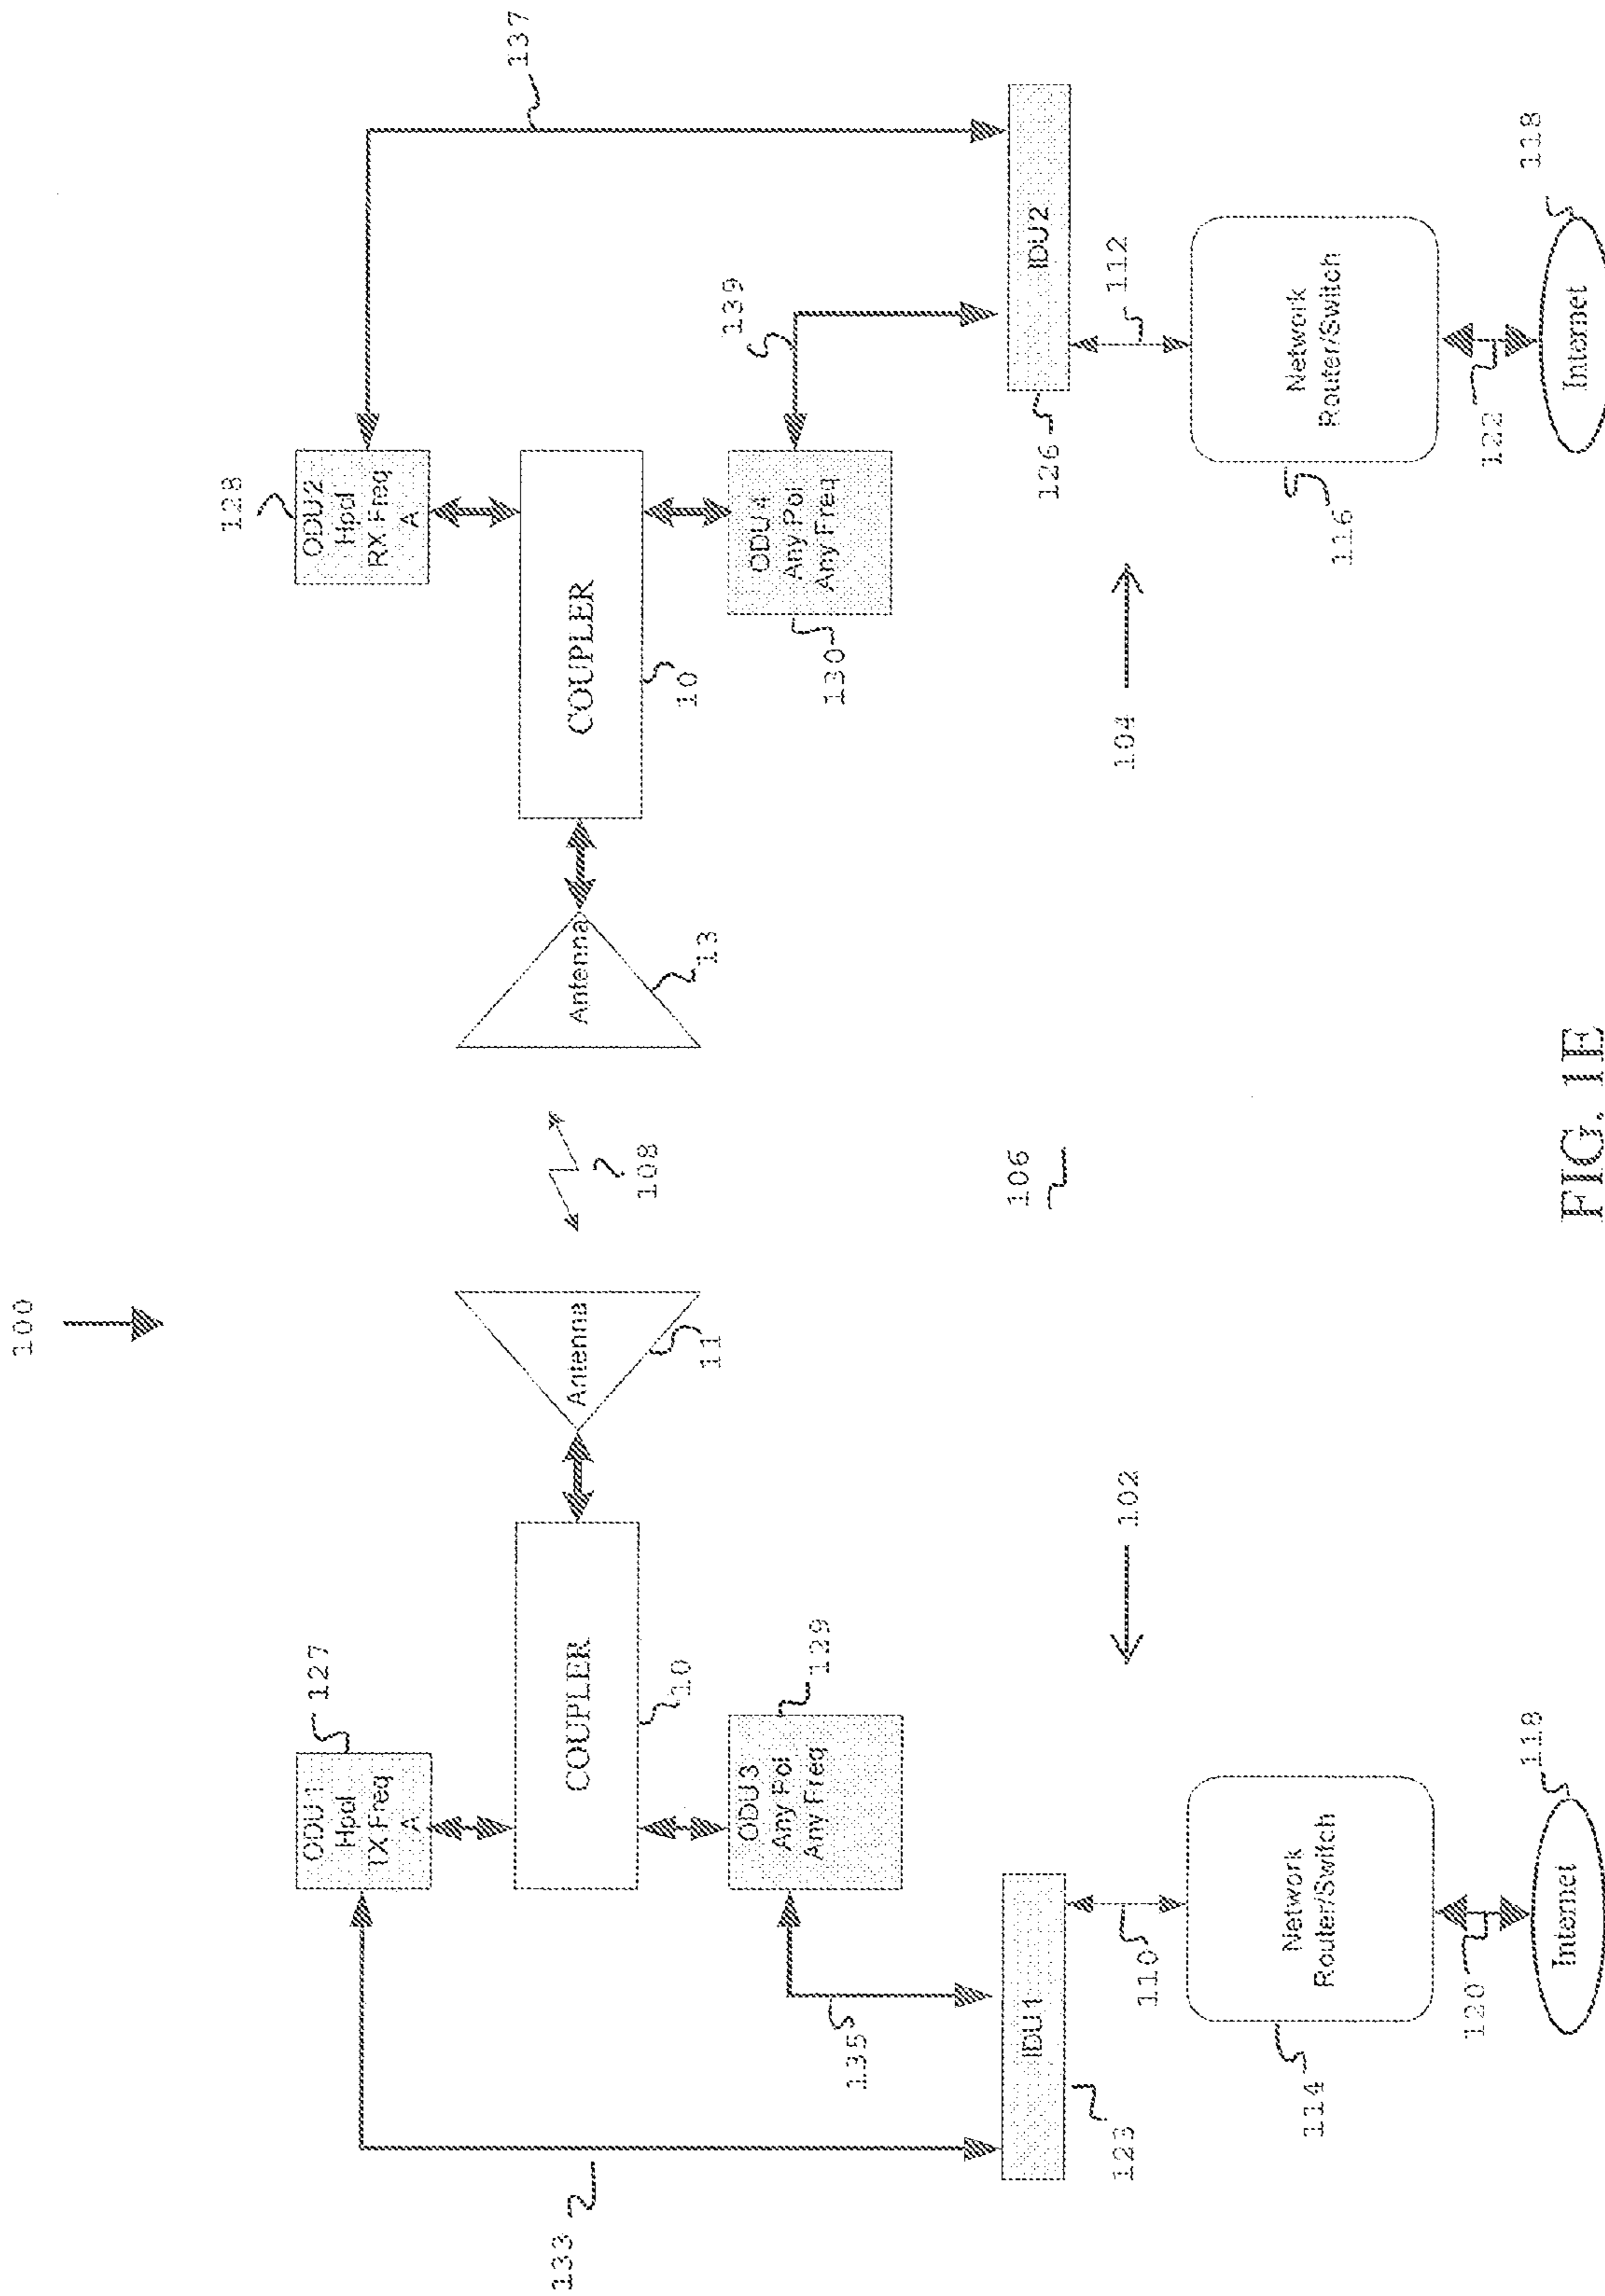 100
ODU1
Hpol
TX Freq
A
127
COUPLER
10
Antenna
11
ODU3
Any Pol
Any Freq
129
133
135
IDU1
123
110
Network
Router/Switch
114
120
Internet
118
102
108
106
ODU2
Hpol
RX Freq
A
128
COUPLER
10
Antenna
13
ODU4
Any Pol
Any Freq
130
137
139
IDU2
126
112
Network
Router/Switch
116
122
Internet
118
104
FIG. 1E